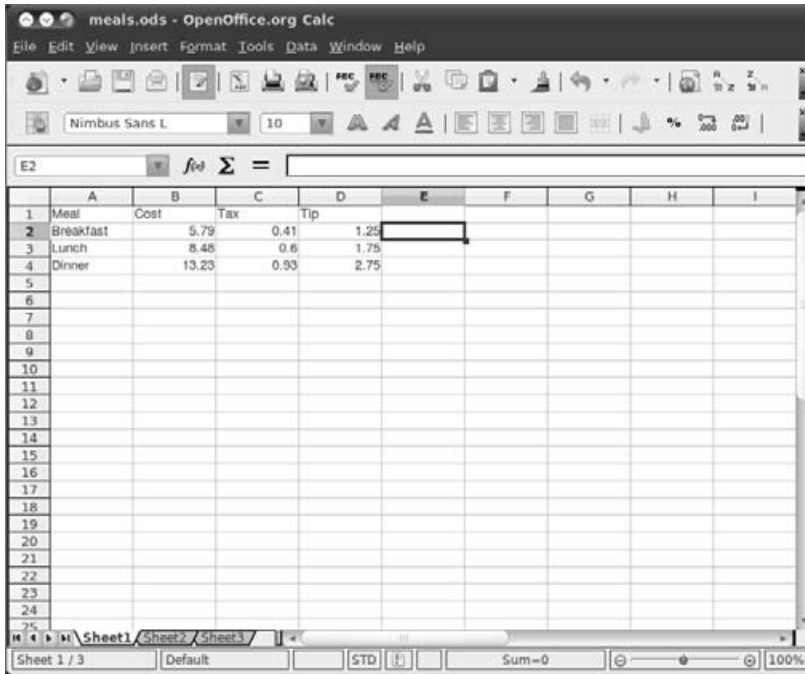 meals.ods - OpenOffice.org Calc
File Edit View Insert Format Tools Data Window Help
Nimbus Sans L 10
E2 f(x) Σ =
A B C D E F G H I
1 Meal Cost Tax Tip
2 Breakfast 5.79 0.41 1.25
3 Lunch 8.48 0.6 1.75
4 Dinner 13.23 0.93 2.75
5
6
7
8
9
10
11
12
13
14
15
16
17
18
19
20
21
22
23
24
25
Sheet1 Sheet2 Sheet3
Sheet 1 / 3 Default STD Sum=0 100%